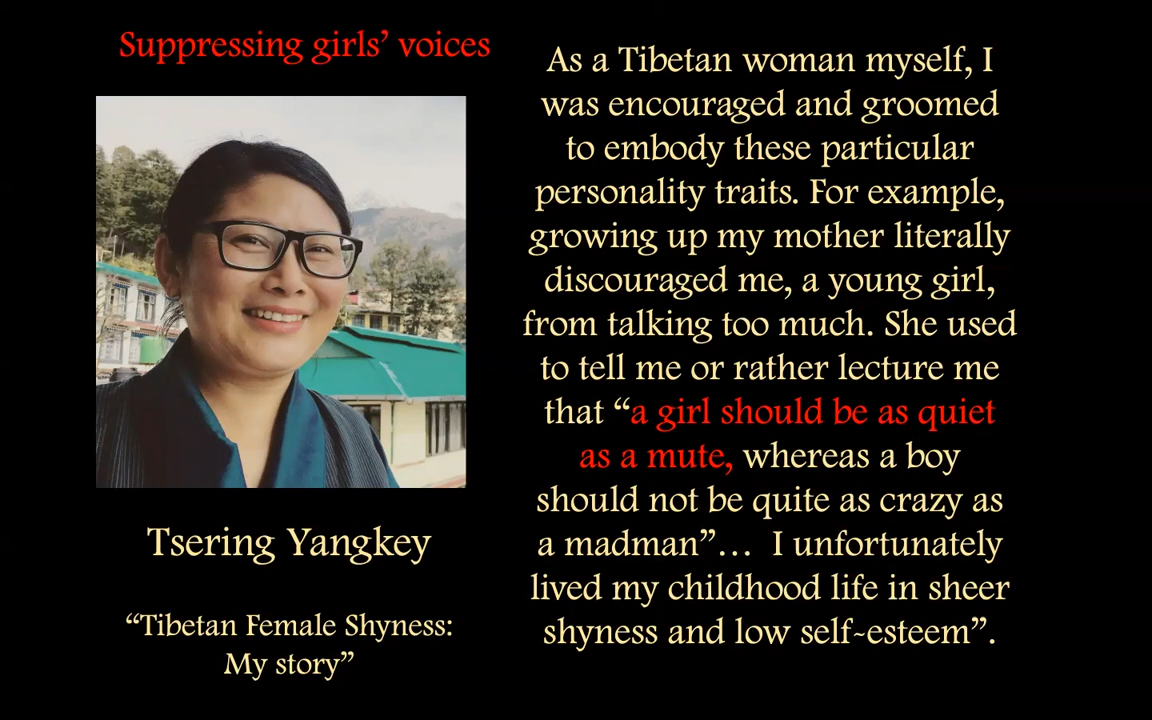 Suppressing girls’ voices
Tsering Yangkey
“Tibetan Female Shyness:
My story”
As a Tibetan woman myself, I
was encouraged and groomed
to embody these particular
personality traits. For example,
growing up my mother literally
discouraged me, a young girl,
from talking too much. She used
to tell me or rather lecture me
that “a girl should be as quiet
as a mute, whereas a boy
should not be quite as crazy as
a madman”… I unfortunately
lived my childhood life in sheer
shyness and low self-esteem”.